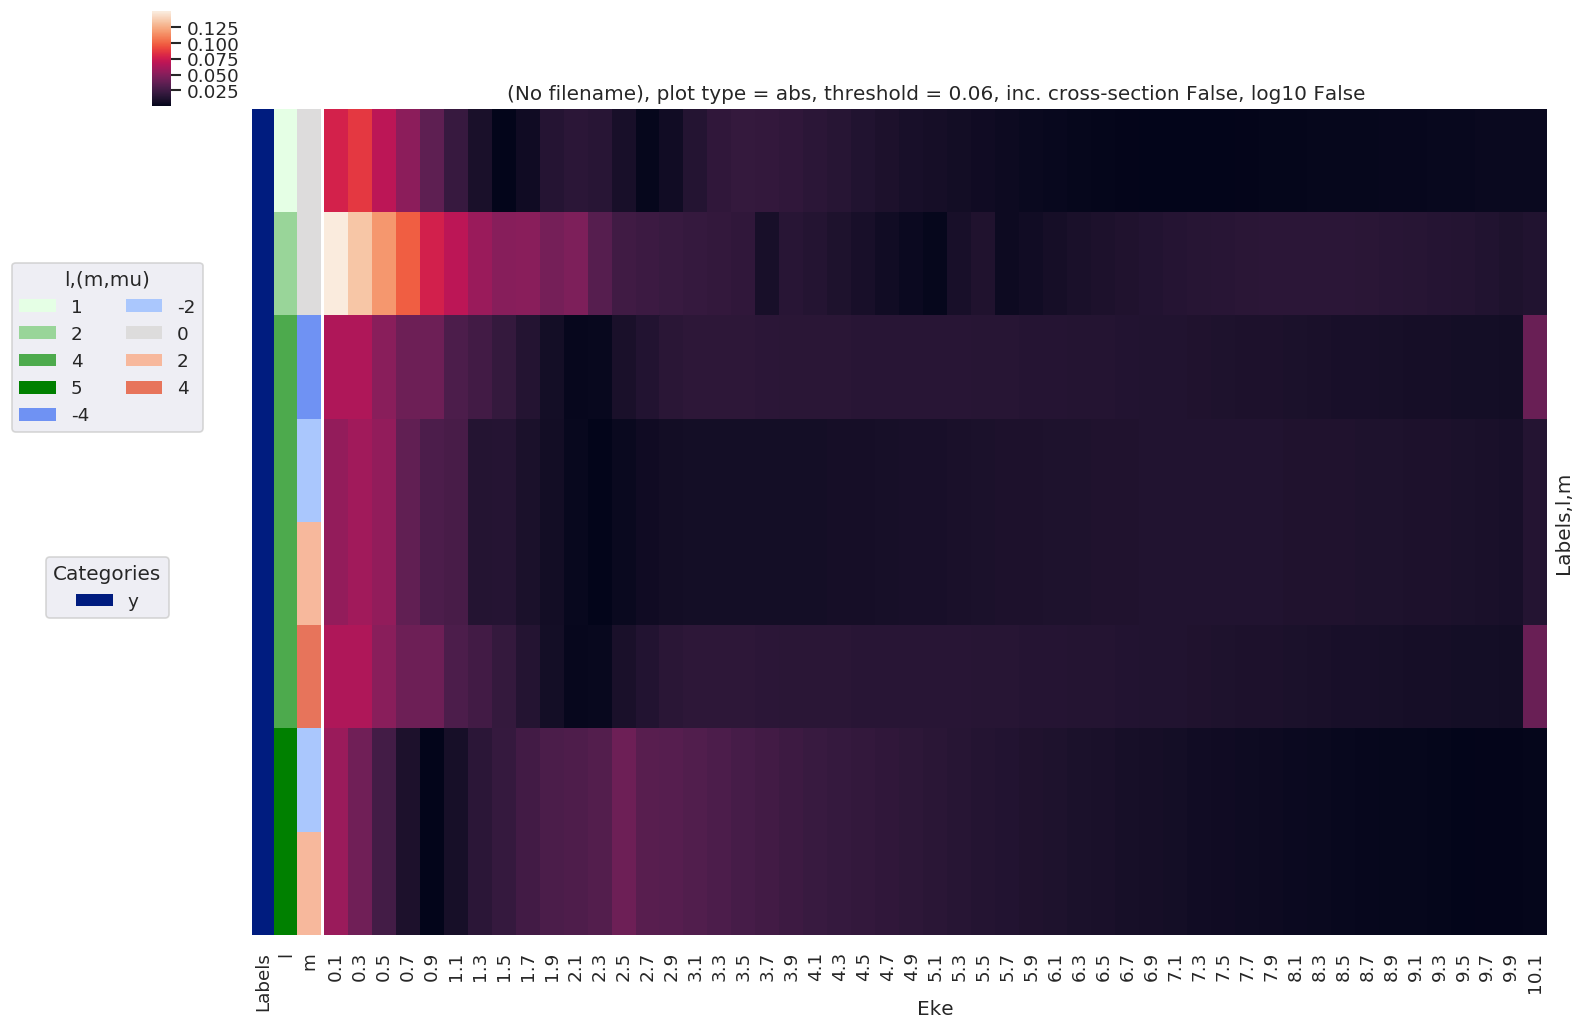 0.125
0.100
0.075
0.050
0.025
(No filename), plot type = abs, threshold = 0.06, inc. cross-section False, log10 False
l,(m,mu)
1 -2
2 0
4 2
5 4
-4
Categories
y
Labels,l,m
Labels l m 0.1 0.3 0.5 0.7 0.9 1.1 1.3 1.5 1.7 1.9 2.1 2.3 2.5 2.7 2.9 3.1 3.3 3.5 3.7 3.9 4.1 4.3 4.5 4.7 4.9 5.1 5.3 5.5 5.7 5.9 6.1 6.3 6.5 6.7 6.9 7.1 7.3 7.5 7.7 7.9 8.1 8.3 8.5 8.7 8.9 9.1 9.3 9.5 9.7 9.9 10.1
Eke